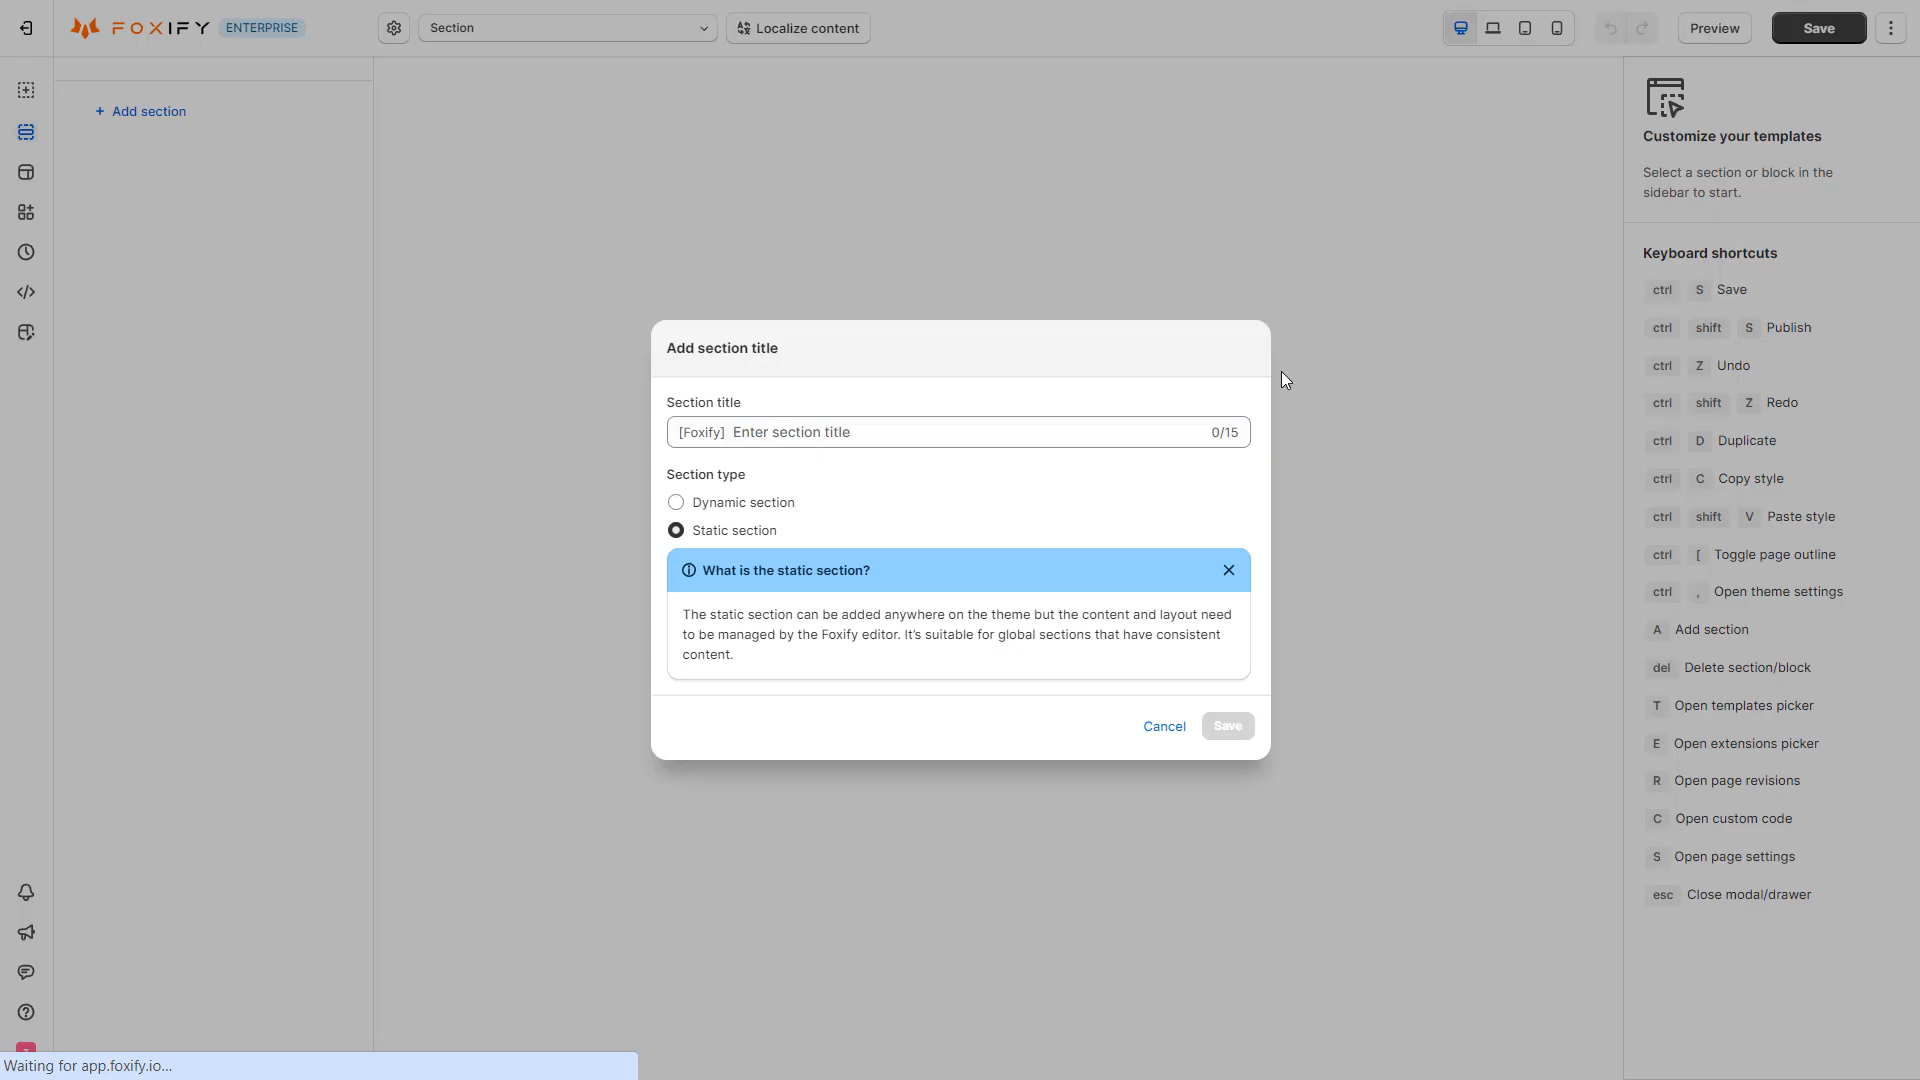 FOXIFY ENTERPRISE
Section
Localize content
Preview
Save
+ Add section
Customize your templates
Select a section or block in the
sidebar to start.
Keyboard shortcuts
ctrl S Save
ctrl shift S Publish
ctrl Z Undo
ctrl shift Z Redo
ctrl D Duplicate
ctrl C Copy style
ctrl shift V Paste style
ctrl [ Toggle page outline
ctrl , Open theme settings
A Add section
del Delete section/block
T Open templates picker
E Open extensions picker
R Open page revisions
C Open custom code
S Open page settings
esc Close modal/drawer
Add section title
Section title
[Foxify] Enter section title 0/15
Section type
Dynamic section
Static section
What is the static section?
The static section can be added anywhere on the theme but the content and layout need
to be managed by the Foxify editor. It's suitable for global sections that have consistent
content.
Cancel
Save
Waiting for app.foxify.io...